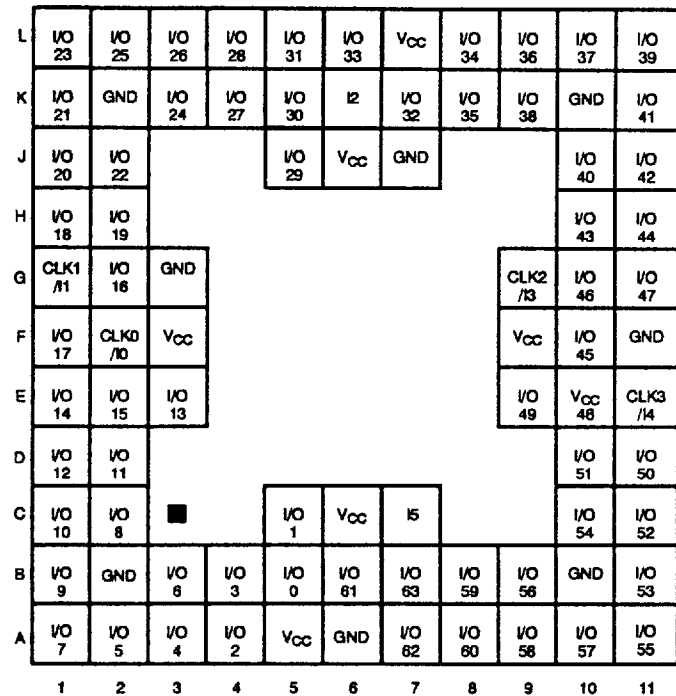 L I/O I/O I/O I/O I/O I/O VCC I/O I/O I/O I/O
23 25 26 28 31 33 34 36 37 39
K I/O GND I/O I/O I/O I2 I/O I/O I/O GND I/O
21 24 27 30 32 35 38 41
J I/O I/O I/O VCC GND I/O I/O
20 22 29 40 42
H I/O I/O I/O I/O
18 19 43 44
G CLK1 I/O GND CLK2 I/O I/O
/I1 16 /I3 46 47
F I/O CLK0 VCC VCC I/O GND
17 /I0 45
E I/O I/O I/O I/O VCC CLK3
14 15 13 49 48 /I4
D I/O I/O I/O I/O
12 11 51 50
C I/O I/O I/O VCC I5 I/O I/O
10 8 1 54 52
B I/O GND I/O I/O I/O I/O I/O I/O I/O GND I/O
9 6 3 0 61 63 59 56 53
A I/O I/O I/O I/O VCC GND I/O I/O I/O I/O I/O
7 5 4 2 62 60 58 57 55
1 2 3 4 5 6 7 8 9 10 11